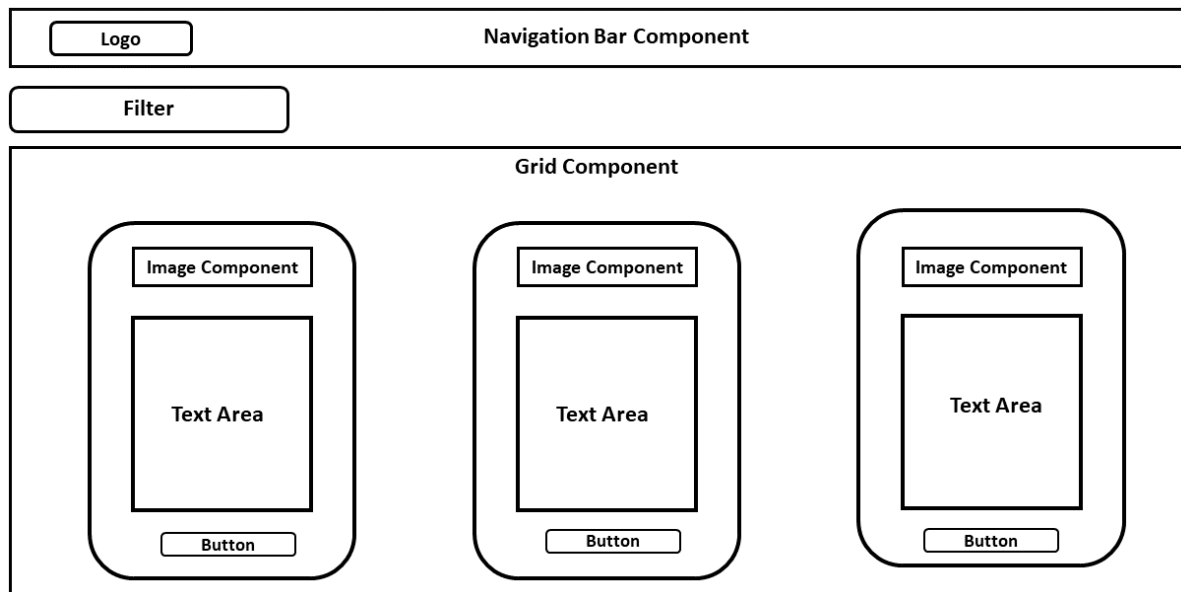 Logo
Navigation Bar Component
Filter
Grid Component
Image Component
Image Component
Image Component
Text Area
Text Area
Text Area
Button
Button
Button